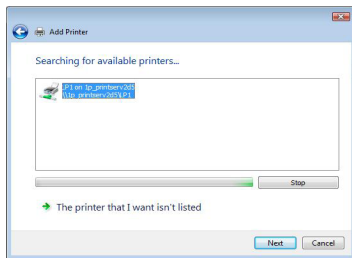 Add Printer
Searching for available printers...
LP1 on lp_printserv2d5
\\lp_printserv2d5\LP1
Stop
The printer that I want isn't listed
Next
Cancel